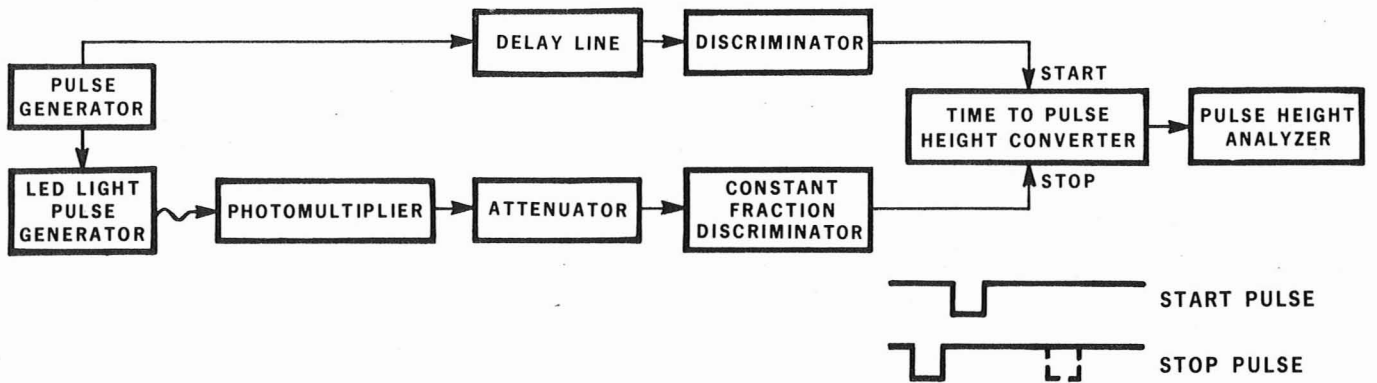 PULSE
GENERATOR
DELAY LINE
DISCRIMINATOR
START
TIME TO PULSE
HEIGHT CONVERTER
PULSE HEIGHT
ANALYZER
LED LIGHT
PULSE
GENERATOR
PHOTOMULTIPLIER
ATTENUATOR
CONSTANT
FRACTION
DISCRIMINATOR
STOP
START PULSE
STOP PULSE